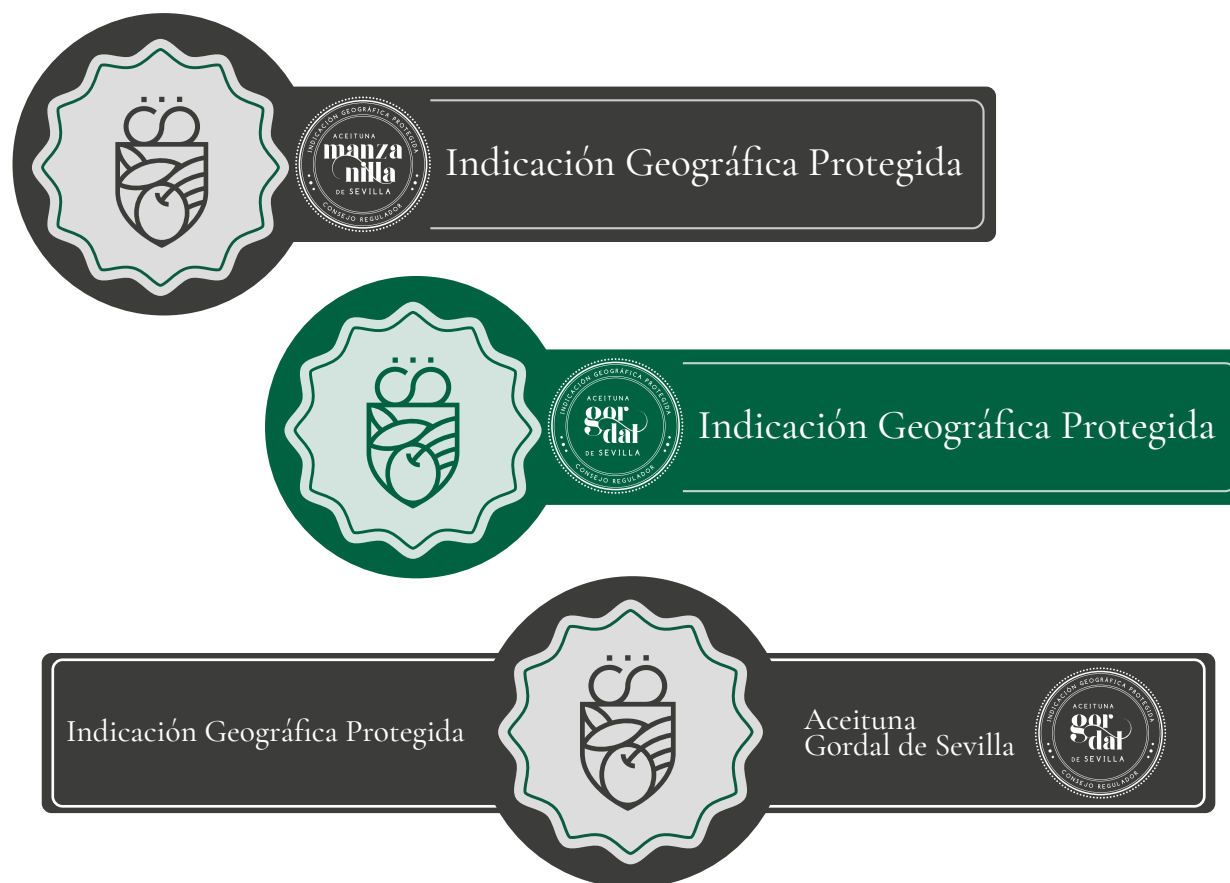 INDICACIÓN GEOGRÁFICA PROTEGIDA
ACEITUNA
manza
nilla
DE SEVILLA
CONSEJO REGULADOR
Indicación Geográfica Protegida
INDICACIÓN GEOGRÁFICA PROTEGIDA
ACEITUNA
gor
dal
DE SEVILLA
CONSEJO REGULADOR
Indicación Geográfica Protegida
Indicación Geográfica Protegida
Aceituna
Gordal de Sevilla
INDICACIÓN GEOGRÁFICA PROTEGIDA
ACEITUNA
gor
dal
DE SEVILLA
CONSEJO REGULADOR